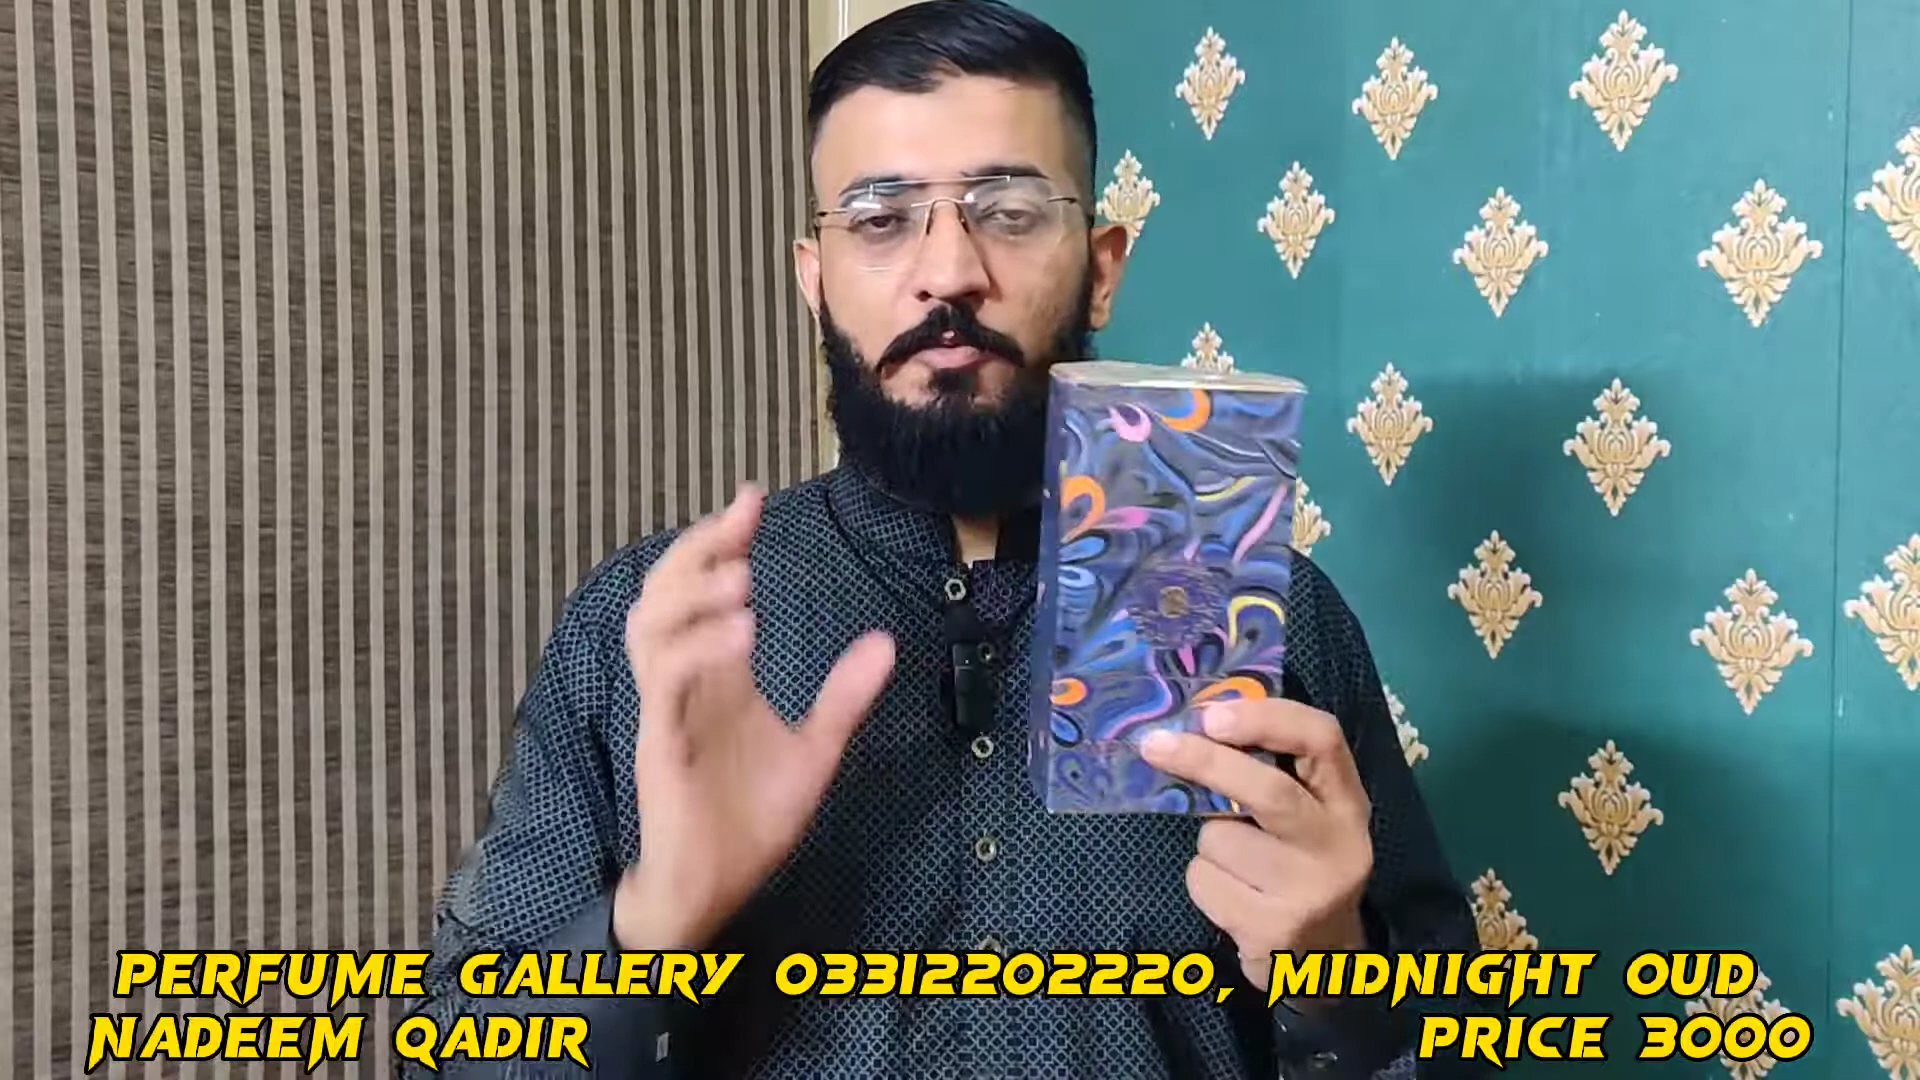 PERFUME GALLERY 03312202220, MIDNIGHT OUD
NADEEM QADIR PRICE 3000